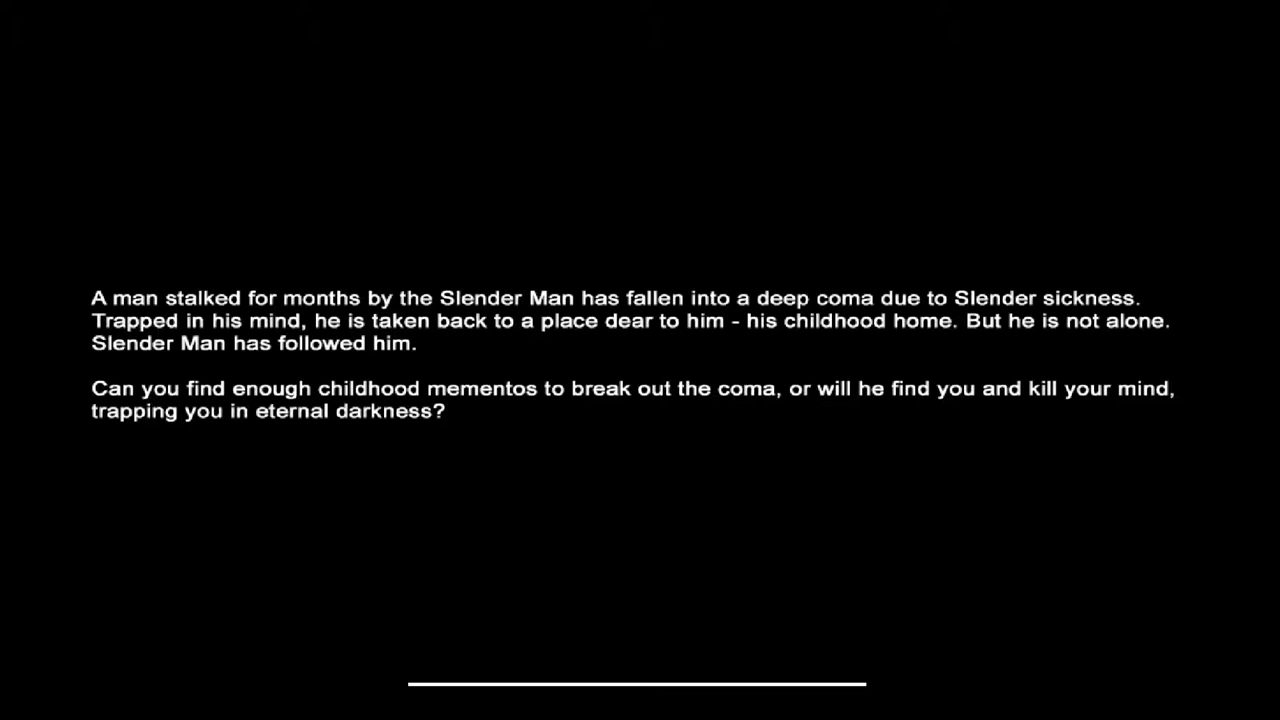 A man stalked for months by the Slender Man has fallen into a deep coma due to Slender sickness.
Trapped in his mind, he is taken back to a place dear to him - his childhood home. But he is not alone.
Slender Man has followed him.
Can you find enough childhood mementos to break out the coma, or will he find you and kill your mind,
trapping you in eternal darkness?